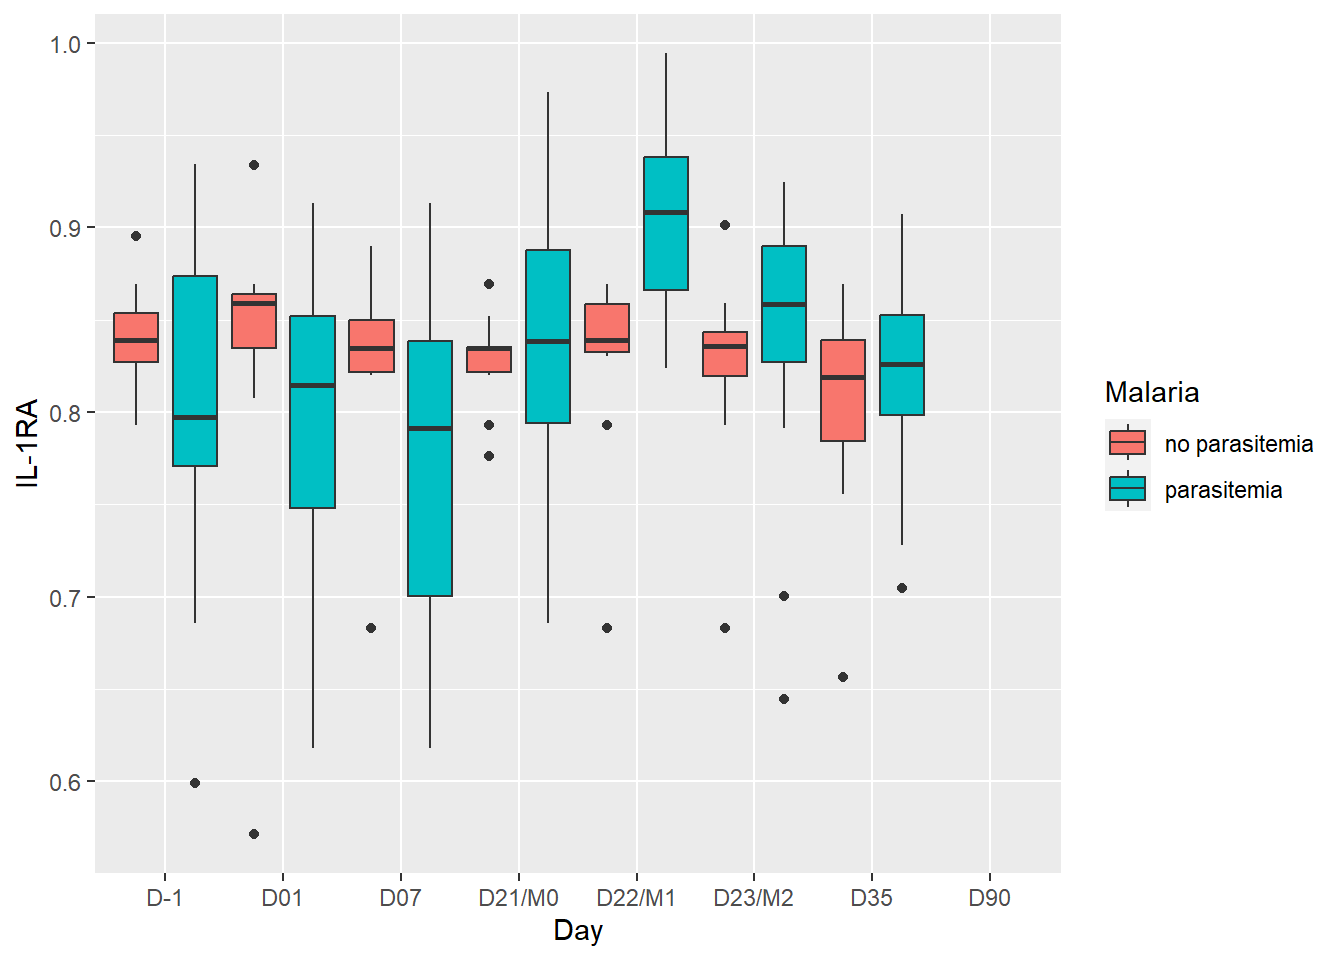 1.0
0.9
0.8
0.7
0.6
IL-1RA
D-1 D01 D07 D21/M0 D22/M1 D23/M2 D35 D90
Day
Malaria
no parasitemia
parasitemia